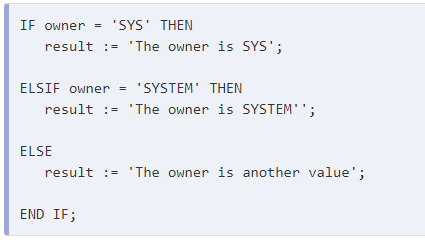 IF owner = 'SYS' THEN
   result := 'The owner is SYS';
ELSIF owner = 'SYSTEM' THEN
   result := 'The owner is SYSTEM'';
ELSE
   result := 'The owner is another value';
END IF;